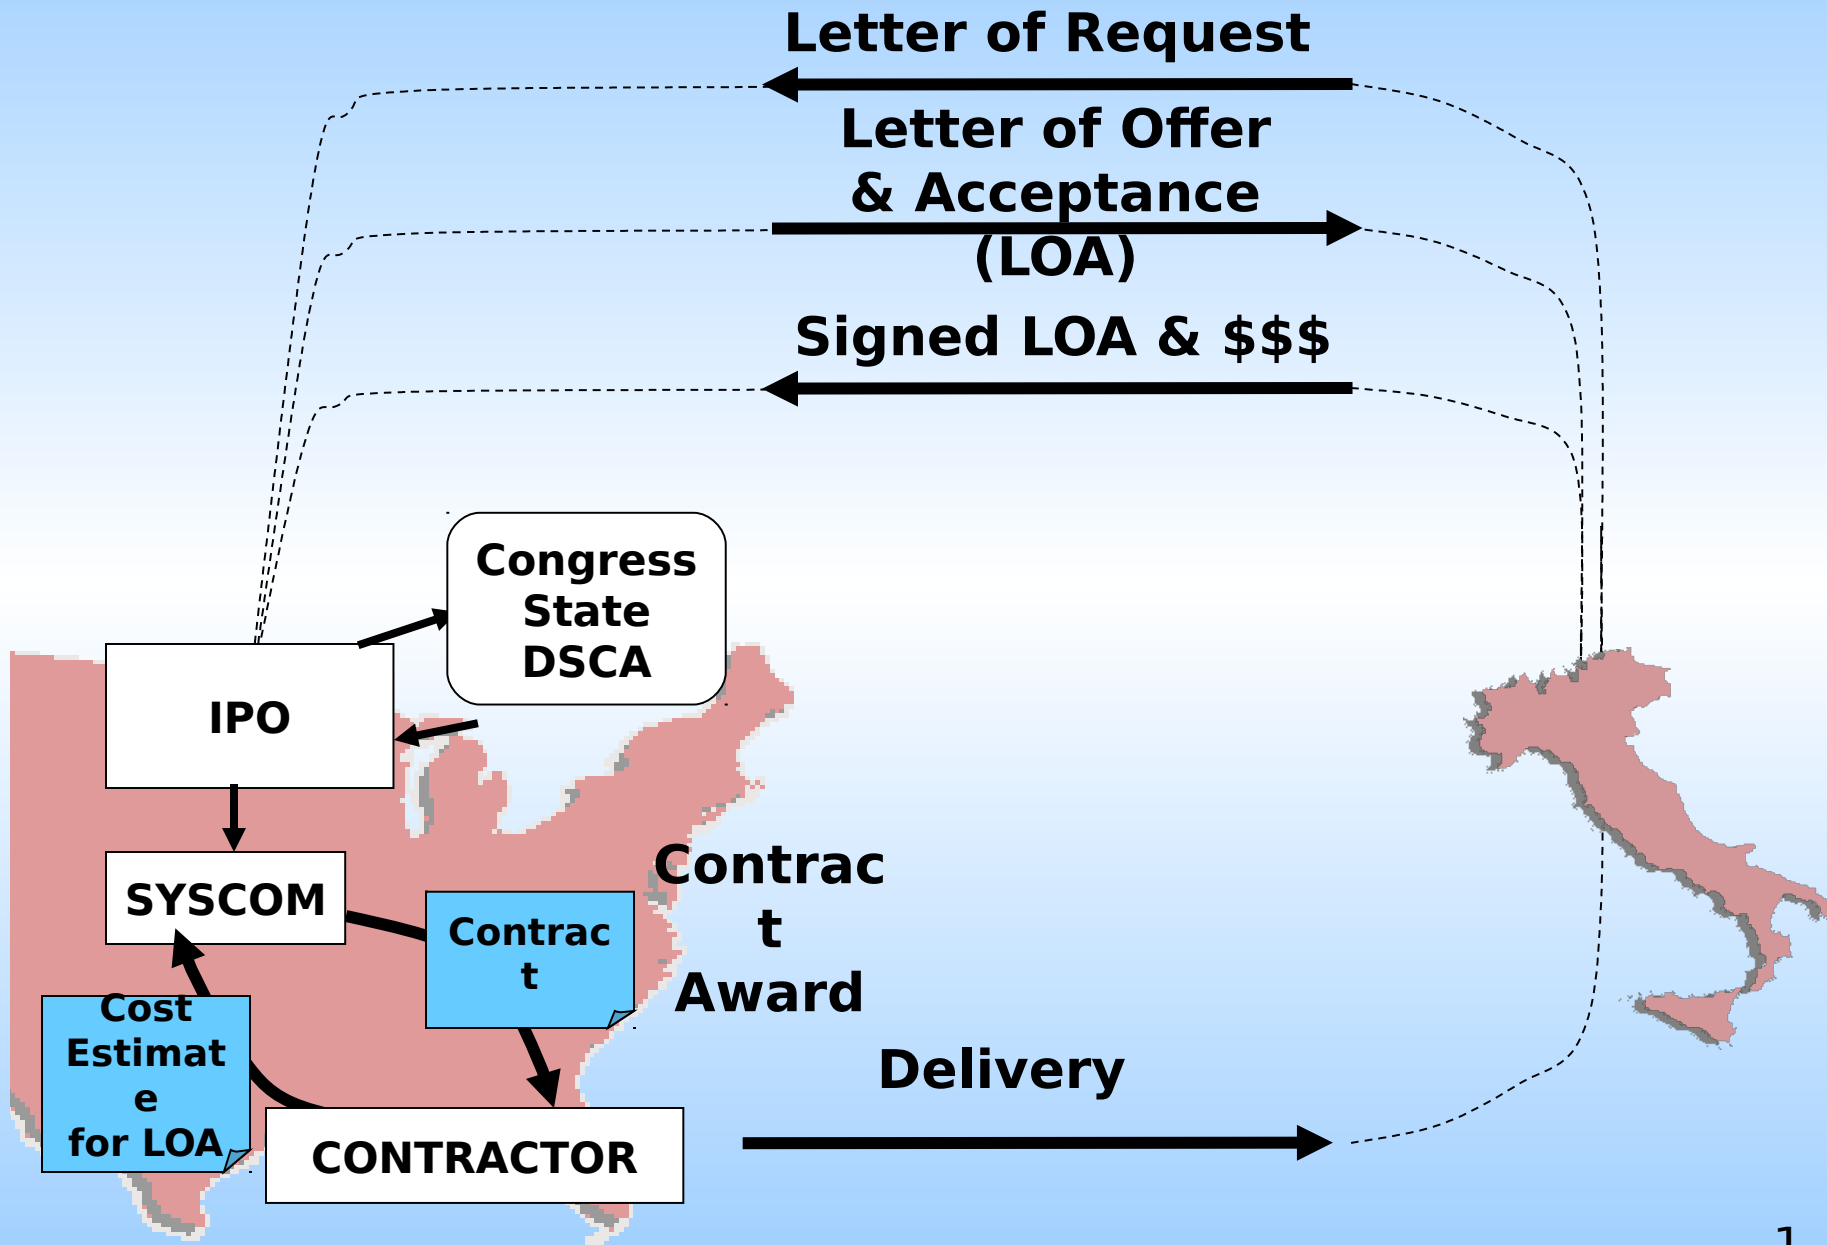 Letter of Request
Letter of Offer
& Acceptance
(LOA)
Signed LOA & $$$
Congress
State
DSCA
IPO
SYSCOM
Contrac
t
Contrac
t
Award
Cost
Estimat
e
for LOA
Delivery
CONTRACTOR
1